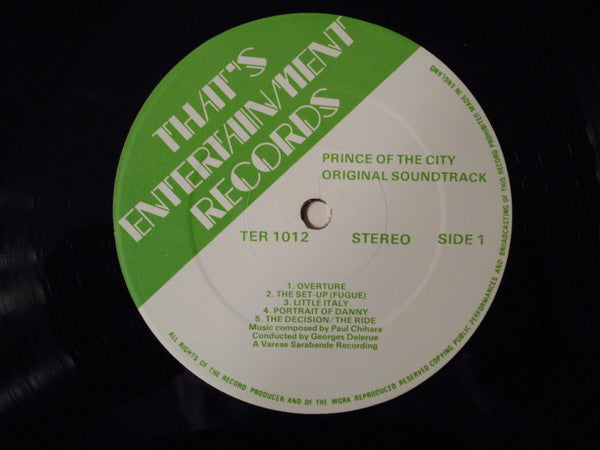 THAT'S
ENTERTAINMENT
RECORDS
PRINCE OF THE CITY
ORIGINAL SOUNDTRACK
TER 1012 STEREO SIDE 1
1. OVERTURE
2. THE SET-UP (FUGUE)
3. LITTLE ITALY
4. PORTRAIT OF DANNY
5. THE DECISION/THE RIDE
Music composed by Paul Chihara
Conducted by Georges Delerue
A Varese Sarabande Recording
ALL RIGHTS OF THE RECORD PRODUCER AND OF THE WORK REPRODUCED RESERVED. COPYING PUBLIC PERFORMANCES AND BROADCASTING OF THIS RECORD PROHIBITED MADE IN ENGLAND